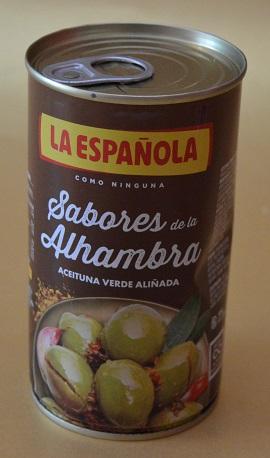 LA ESPAÑOLA
COMO NINGUNA
Sabores de la
Alhambra
ACEITUNA VERDE ALIÑADA